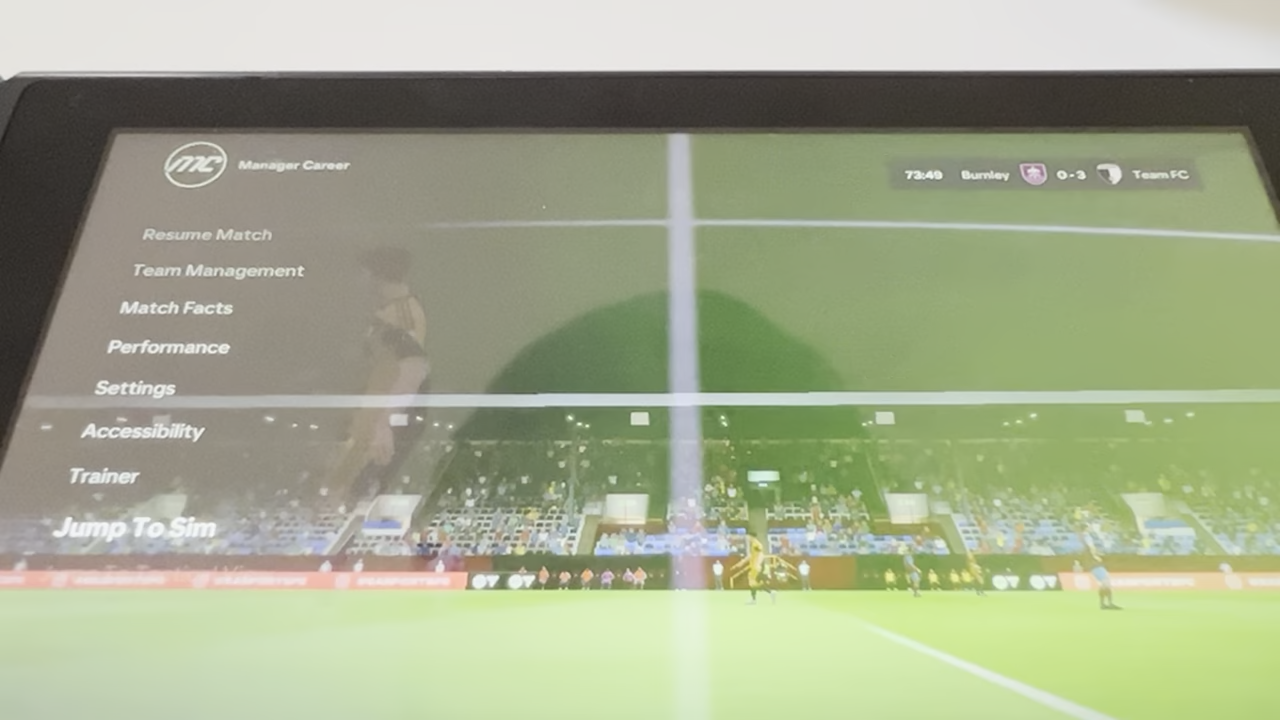 MC Manager Career
73:49 Burnley 0-3 Team FC
Resume Match
Team Management
Match Facts
Performance
Settings
Accessibility
Trainer
Jump To Sim